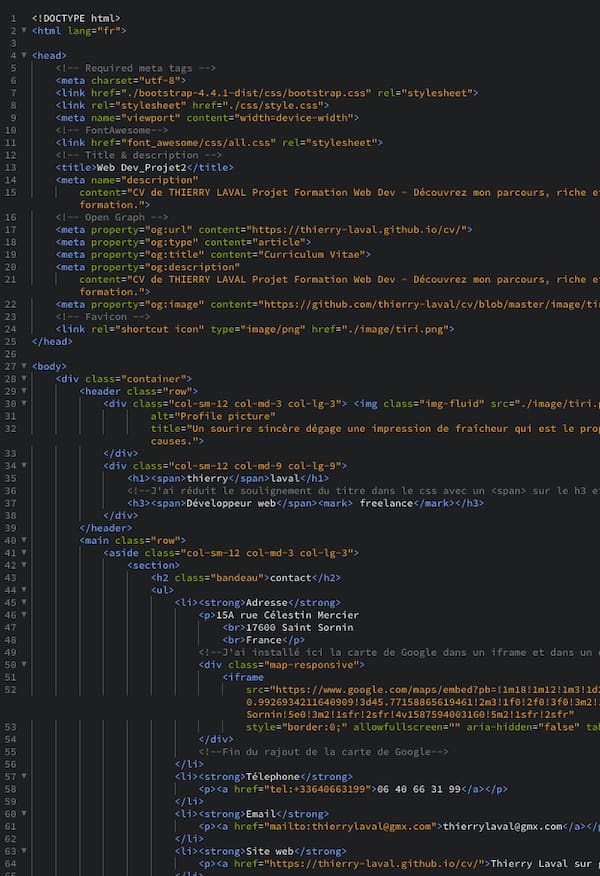 1 <!DOCTYPE html>
2 <html lang="fr">
3
4 <head>
5 <!-- Required meta tags -->
6 <meta charset="utf-8">
7 <link href="./bootstrap-4.4.1-dist/css/bootstrap.css" rel="stylesheet">
8 <link rel="stylesheet" href="./css/style.css">
9 <meta name="viewport" content="width=device-width">
10 <!-- FontAwesome-->
11 <link href="font_awesome/css/all.css" rel="stylesheet">
12 <!-- Title & description -->
13 <title>Web Dev_Projet2</title>
14 <meta name="description"
15 content="CV de THIERRY LAVAL Projet Formation Web Dev - Découvrez mon parcours, riche e
formation.">
16 <!-- Open Graph -->
17 <meta property="og:url" content="https://thierry-laval.github.io/cv/">
18 <meta property="og:type" content="article">
19 <meta property="og:title" content="Curriculum Vitae">
20 <meta property="og:description"
21 content="CV de THIERRY LAVAL Projet Formation Web Dev - Découvrez mon parcours, riche e
formation.">
22 <meta property="og:image" content="https://github.com/thierry-laval/cv/blob/master/image/ti
23 <!-- Favicon -->
24 <link rel="shortcut icon" type="image/png" href="./image/tiri.png">
25 </head>
26
27 <body>
28 <div class="container">
29 <header class="row">
30 <div class="col-sm-12 col-md-3 col-lg-3"> <img class="img-fluid" src="./image/tiri.
31 alt="Profile picture"
32 title="Un sourire sincère dégage une impression de fraîcheur qui est le pro
causes.">
33 </div>
34 <div class="col-sm-12 col-md-9 col-lg-9">
35 <h1><span>thierry</span>laval</h1>
36 <!--J'ai réduit le soulignement du titre dans le css avec un <span> sur le h3 e
37 <h3><span>Développeur web</span><mark> freelance</mark></h3>
38 </div>
39 </header>
40 <main class="row">
41 <aside class="col-sm-12 col-md-3 col-lg-3">
42 <section>
43 <h2 class="bandeau">contact</h2>
44 <ul>
45 <li><strong>Adresse</strong>
46 <p>15A rue Célestin Mercier
47 <br>17600 Saint Sornin
48 <br>France</p>
49 <!--J'ai installé ici la carte de Google dans un iframe et dans un
50 <div class="map-responsive">
51 <iframe
52 src="https://www.google.com/maps/embed?pb=!1m18!1m12!1m3!1d
0.9926934211640909!3d45.77158865619461!2m3!1f0!2f0!3f0!3m2!
Sornin!5e0!3m2!1sfr!2sfr!4v1587594003160!5m2!1sfr!2sfr"
53 style="border:0;" allowfullscreen="" aria-hidden="false" ta
54 </div>
55 <!--Fin du rajout de la carte de Google-->
56 </li>
57 <li><strong>Télephone</strong>
58 <p><a href="tel:+33640663199">06 40 66 31 99</a></p>
59 </li>
60 <li><strong>Email</strong>
61 <p><a href="mailto:thierrylaval@gmx.com">thierrylaval@gmx.com</a></
62 </li>
63 <li><strong>Site web</strong>
64 <p><a href="https://thierry-laval.github.io/cv/">Thierry Laval sur